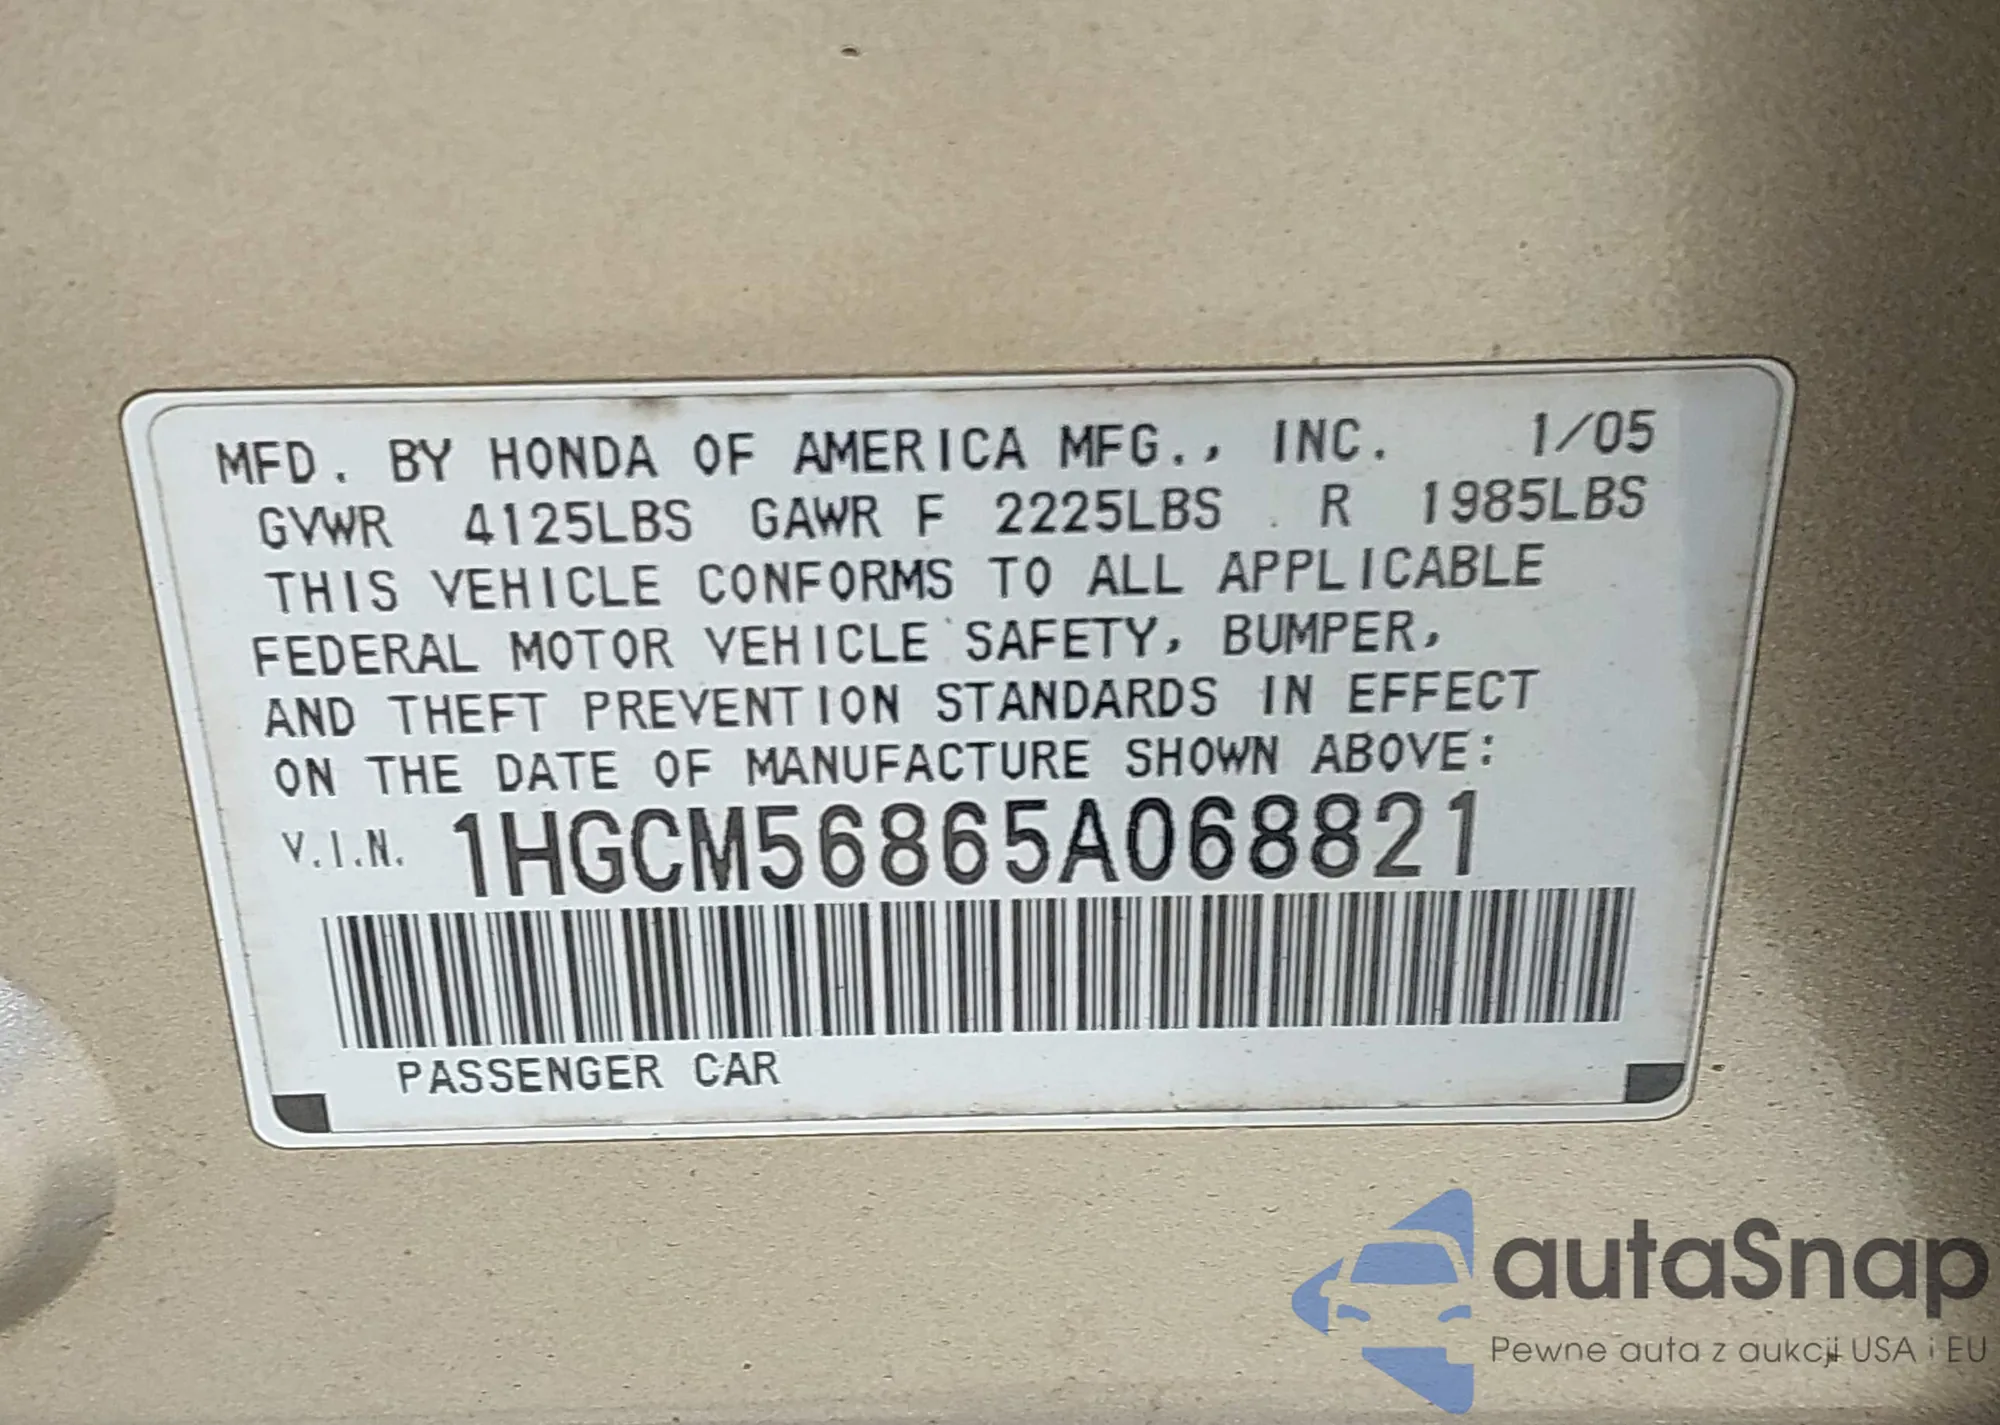 MFD. BY HONDA OF AMERICA MFG., INC. 1/05
GVWR 4125LBS GAWR F 2225LBS R 1985LBS
THIS VEHICLE CONFORMS TO ALL APPLICABLE
FEDERAL MOTOR VEHICLE SAFETY, BUMPER,
AND THEFT PREVENTION STANDARDS IN EFFECT
ON THE DATE OF MANUFACTURE SHOWN ABOVE:
V.I.N. 1HGCM56865A068821
PASSENGER CAR
autaSnap
Pewne auta z aukcji USA i EU